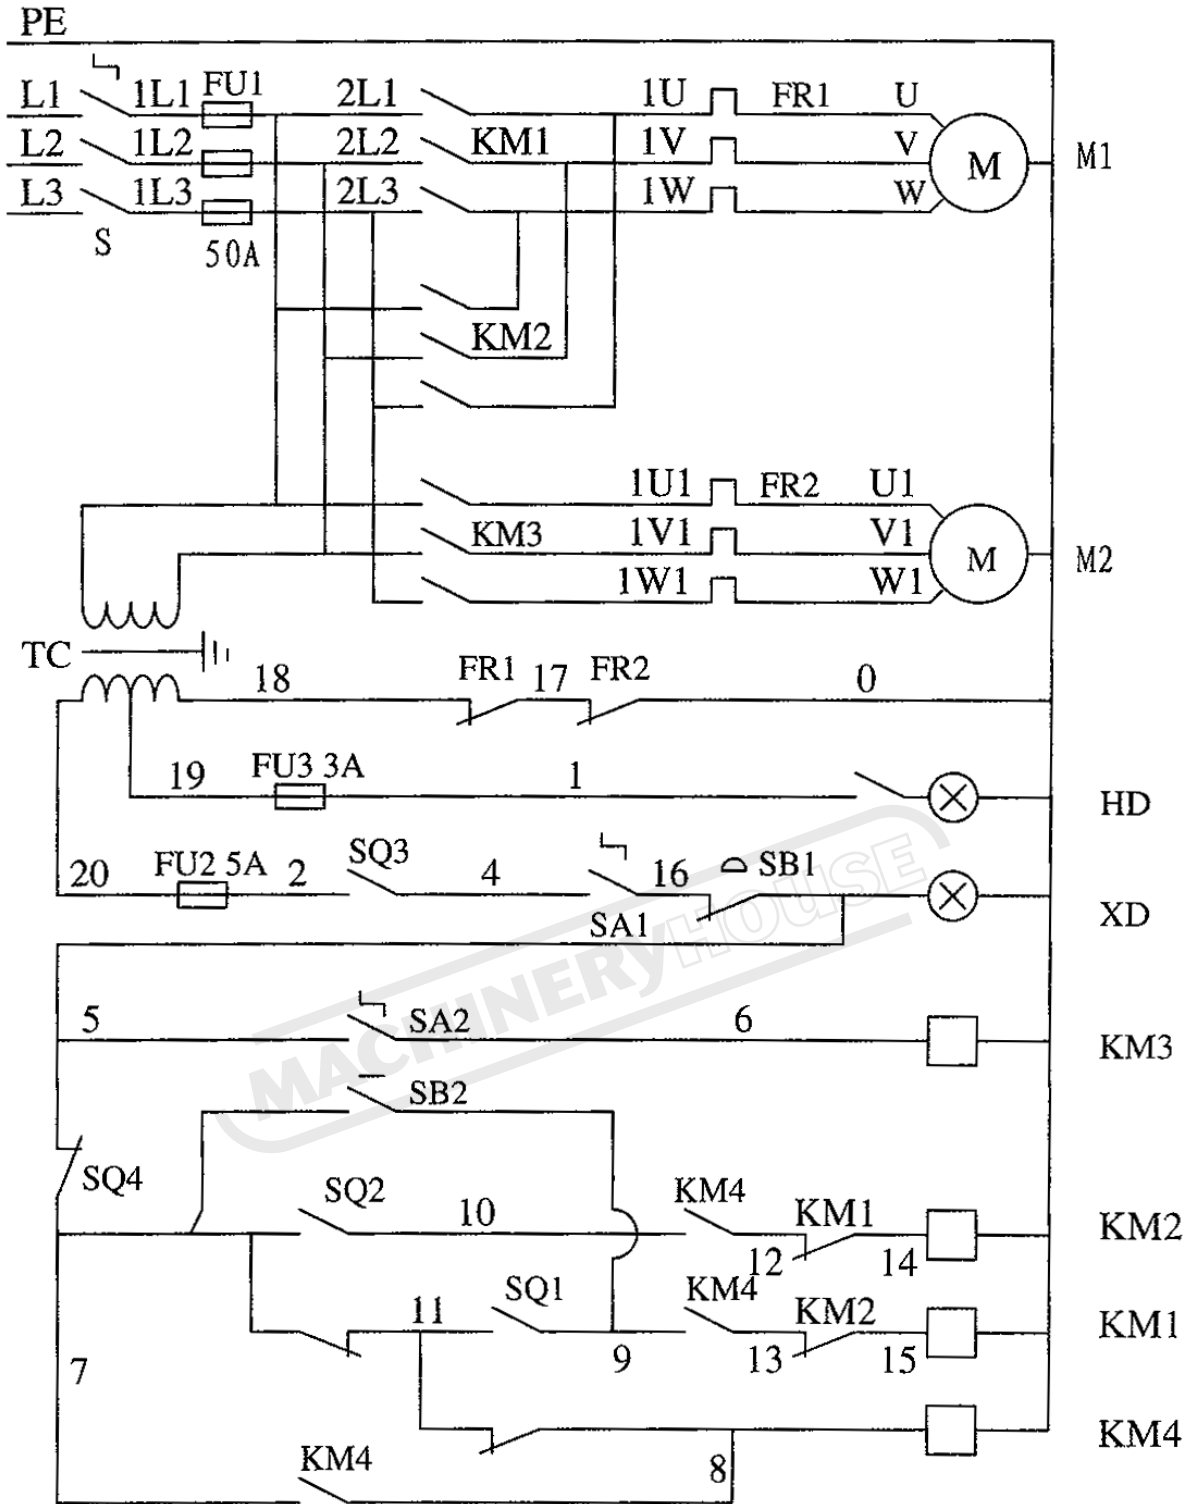 PE
L1 1L1 FU1 2L1 1U FR1 U
L2 1L2 2L2 KM1 1V V M M1
L3 1L3 2L3 1W W
S 50A
KM2
1U1 FR2 U1
KM3 1V1 V1 M M2
1W1 W1
TC
18 FR1 17 FR2 0
19 FU3 3A 1 HD
20 FU2 5A 2 SQ3 4 16 SB1 XD
SA1
MACHINERYHOUSE
5 SA2 6 KM3
SB2
SQ4
SQ2 10 KM4 KM1 KM2
12 14
11 SQ1 KM4 KM2 KM1
7 9 13 15
KM4
KM4 8